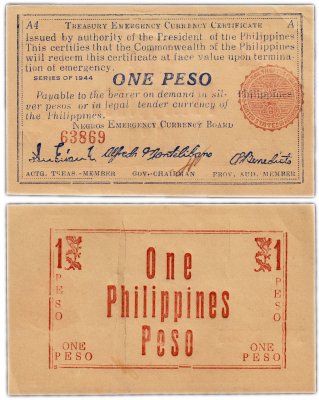 A4 TREASURY EMERGENCY CURRENCY CERTIFICATE A
Issued by authority of the President of the Philippines
This certifies that the Commonwealth of the Philippines
will redeem this certificate at face value upon termina-
tion of emergency.
SERIES OF 1944
ONE PESO
Payable to the bearer on demand in sil-
ver pesos or in legal tender currency of
the Philippines.
Philippines
NEGROS EMERGENCY CURRENCY BOARD
63869
ACTG. TREAS.-MEMBER GOV.-CHAIRMAN PROV. AUD. MEMBER
1 1
PESO PESO
One
Philippines
Peso
ONE ONE
PESO PESO